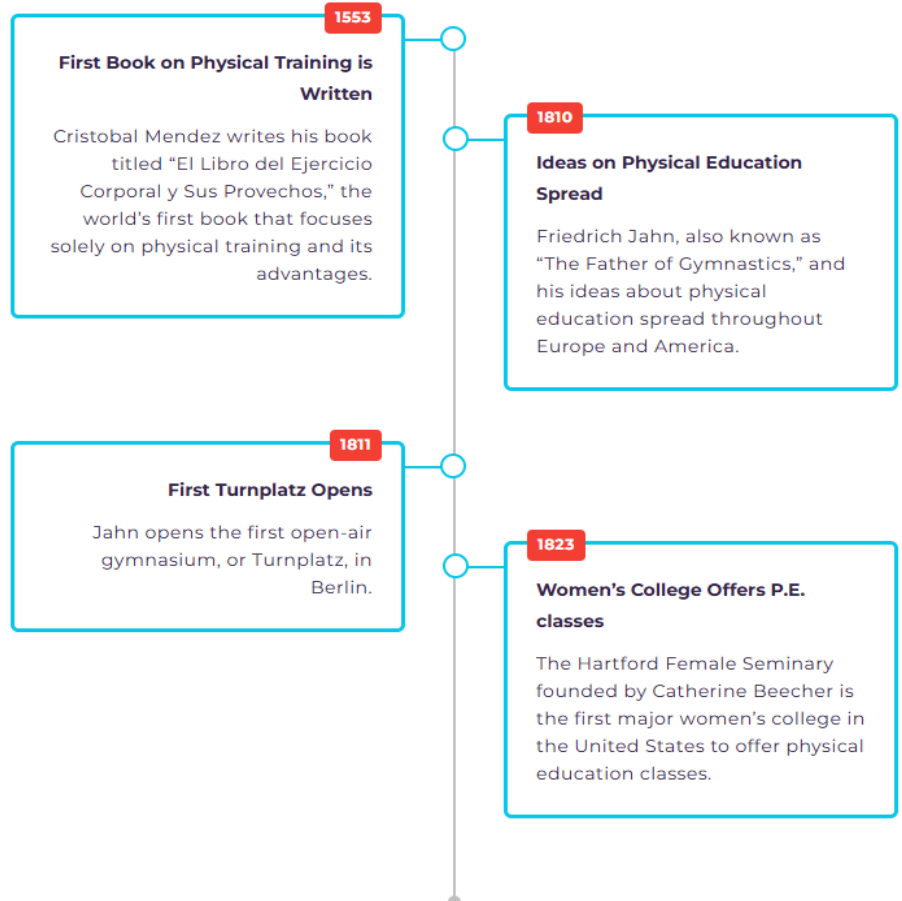 1553
First Book on Physical Training is
Written
Cristobal Mendez writes his book
titled “El Libro del Ejercicio
Corporal y Sus Provechos,” the
world’s first book that focuses
solely on physical training and its
advantages.
1810
Ideas on Physical Education
Spread
Friedrich Jahn, also known as
“The Father of Gymnastics,” and
his ideas about physical
education spread throughout
Europe and America.
1811
First Turnplatz Opens
Jahn opens the first open-air
gymnasium, or Turnplatz, in
Berlin.
1823
Women’s College Offers P.E.
classes
The Hartford Female Seminary
founded by Catherine Beecher is
the first major women’s college in
the United States to offer physical
education classes.